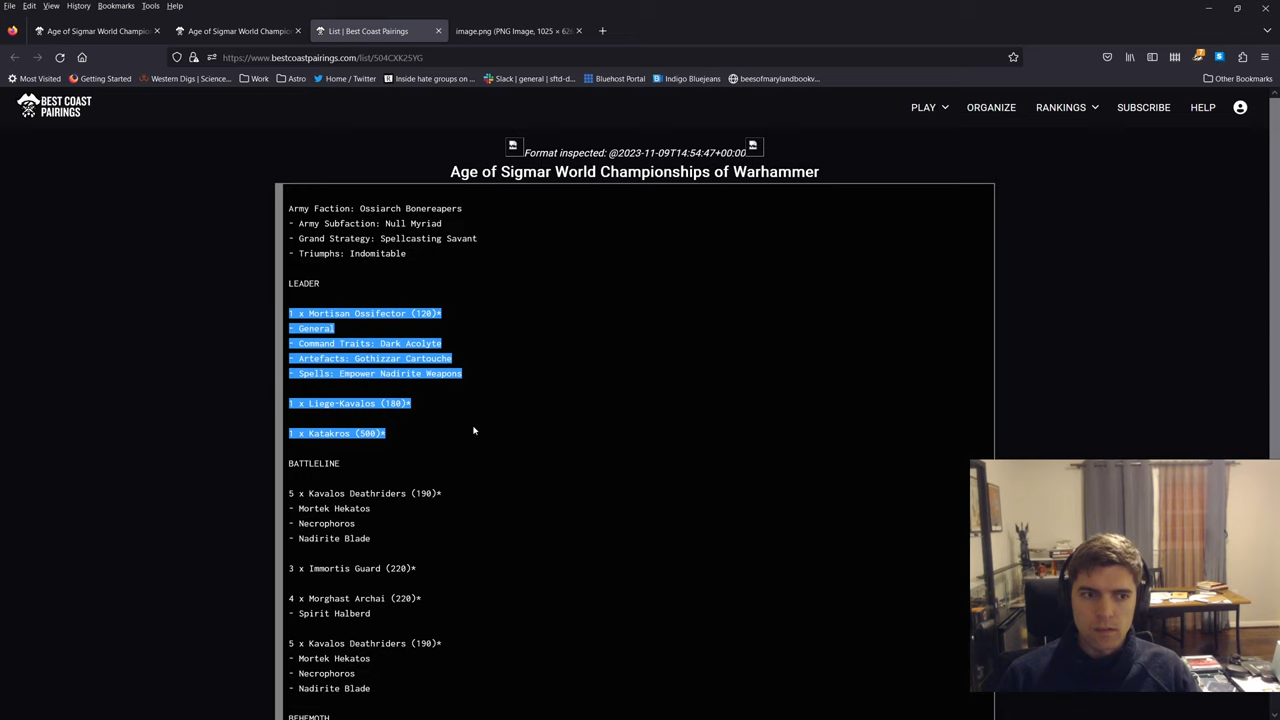 File Edit View History Bookmarks Tools Help
Age of Sigmar World Champion
Age of Sigmar World Champion
List | Best Coast Pairings
image.png (PNG Image, 1025 × 62
https://www.bestcoastpairings.com/list/504CXK25YG
Most Visited
Getting Started
Western Digs | Science...
Work
Astro
Home / Twitter
Inside hate groups on ...
Slack | general | sftd-d...
Bluehost Portal
Indigo Bluejeans
beesofmarylandbookv...
Other Bookmarks
BEST COAST
PAIRINGS
PLAY
ORGANIZE
RANKINGS
SUBSCRIBE
HELP
Format inspected: @2023-11-09T14:54:47+00:00
Age of Sigmar World Championships of Warhammer
Army Faction: Ossiarch Bonereapers
- Army Subfaction: Null Myriad
- Grand Strategy: Spellcasting Savant
- Triumphs: Indomitable
LEADER
1 x Mortisan Ossifector (120)*
- General
- Command Traits: Dark Acolyte
- Artefacts: Gothizzar Cartouche
- Spells: Empower Nadirite Weapons
1 x Liege-Kavalos (180)*
1 x Katakros (500)*
BATTLELINE
5 x Kavalos Deathriders (190)*
- Mortek Hekatos
- Necrophoros
- Nadirite Blade
3 x Immortis Guard (220)*
4 x Morghast Archai (220)*
- Spirit Halberd
5 x Kavalos Deathriders (190)*
- Mortek Hekatos
- Necrophoros
- Nadirite Blade
BEHEMOTH